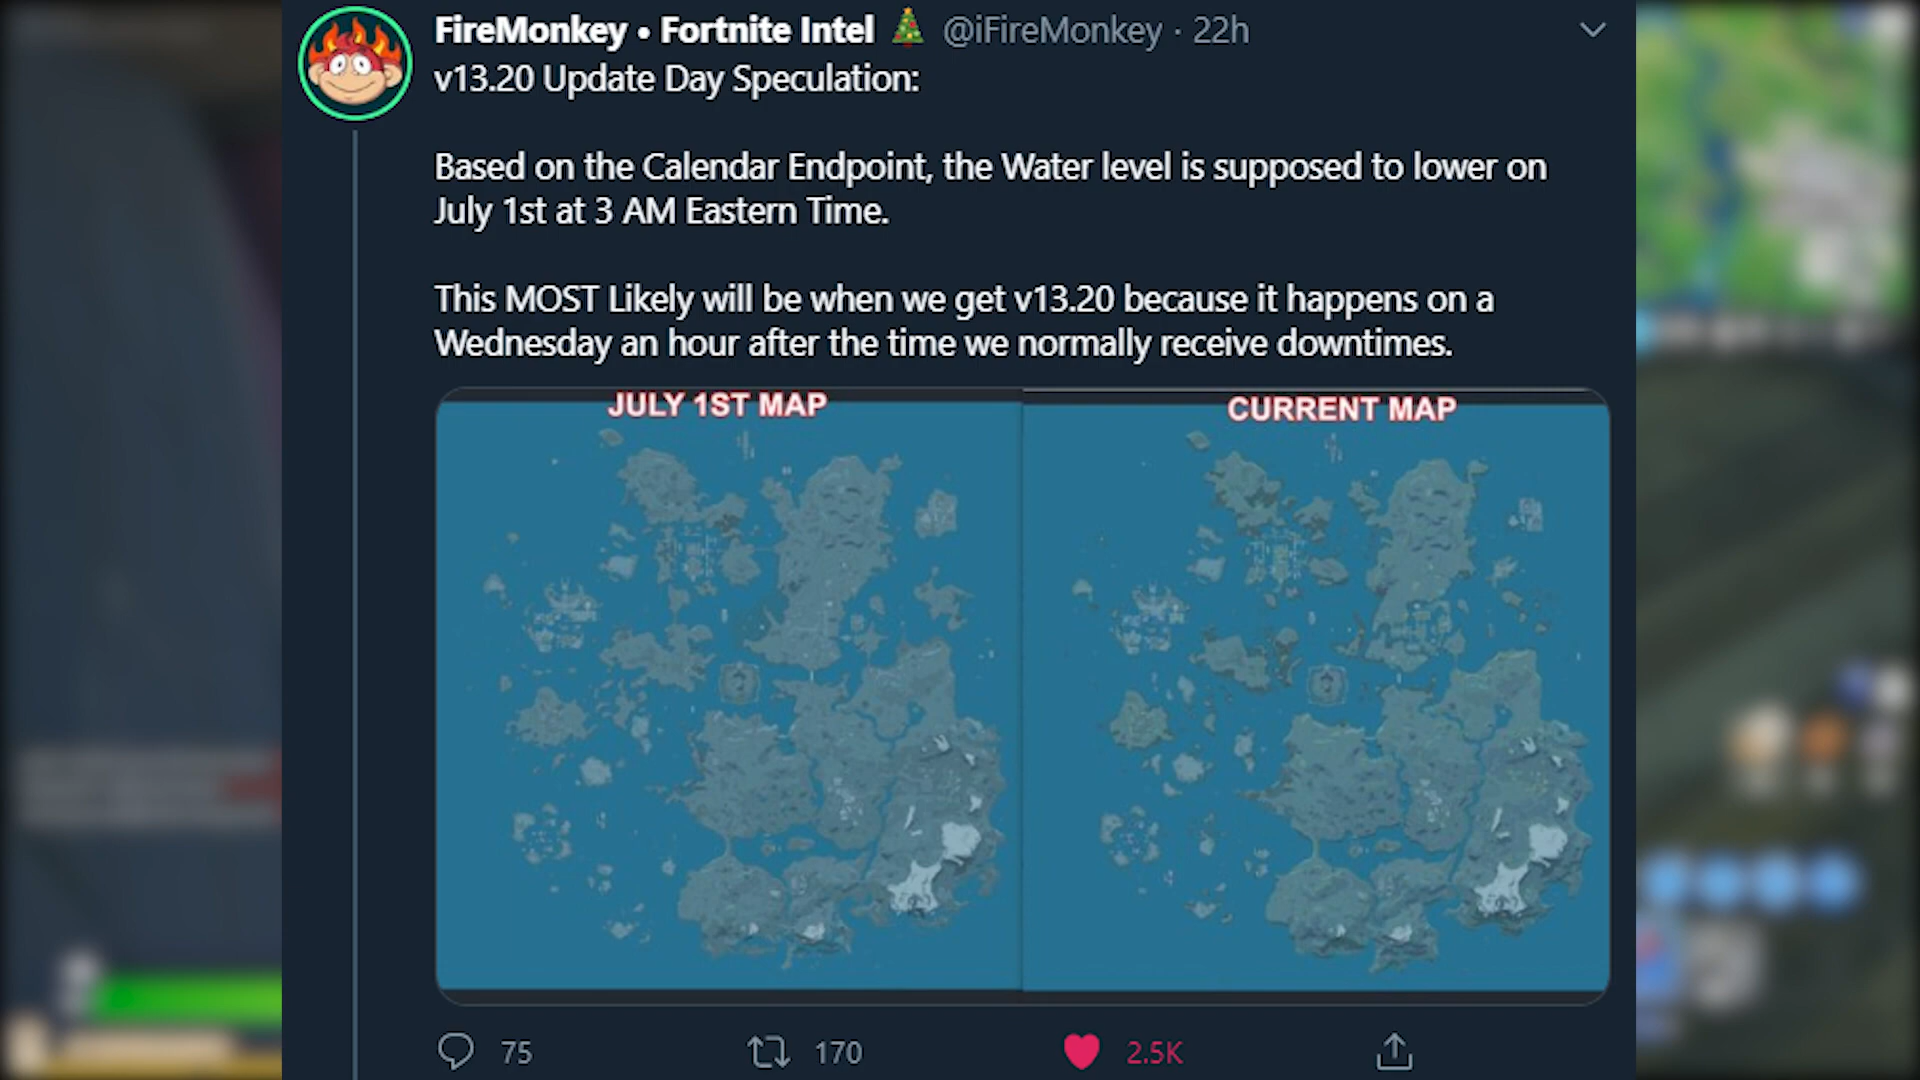 FireMonkey • Fortnite Intel 🎄 @iFireMonkey · 22h
v13.20 Update Day Speculation:
Based on the Calendar Endpoint, the Water level is supposed to lower on
July 1st at 3 AM Eastern Time.
This MOST Likely will be when we get v13.20 because it happens on a
Wednesday an hour after the time we normally receive downtimes.
JULY 1ST MAP
CURRENT MAP
75 170 2.5K